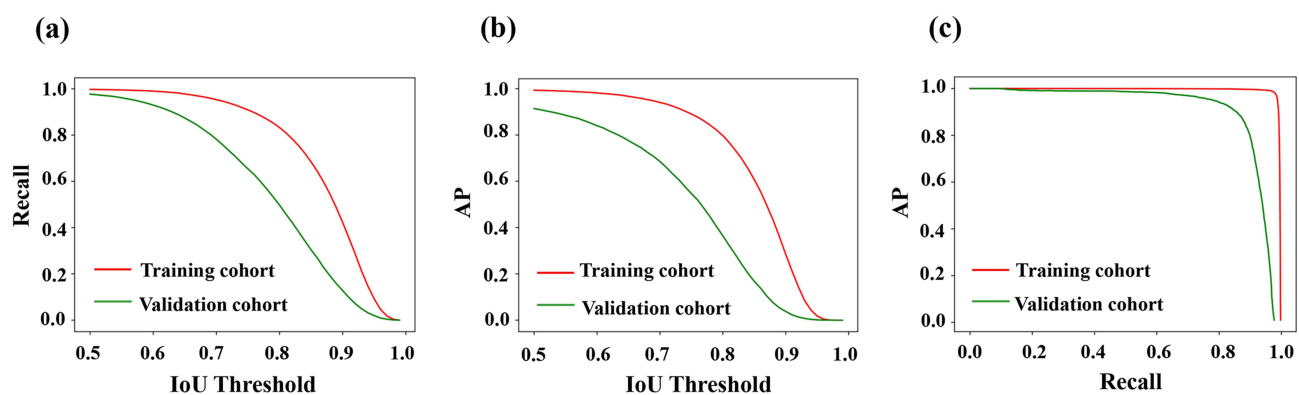 (a)
1.0
0.8
0.6
0.4
0.2
0.0
Recall
Training cohort
Validation cohort
0.5 0.6 0.7 0.8 0.9 1.0
IoU Threshold
(b)
1.0
0.8
0.6
0.4
0.2
0.0
AP
Training cohort
Validation cohort
0.5 0.6 0.7 0.8 0.9 1.0
IoU Threshold
(c)
1.0
0.8
0.6
0.4
0.2
0.0
AP
Training cohort
Validation cohort
0.0 0.2 0.4 0.6 0.8 1.0
Recall